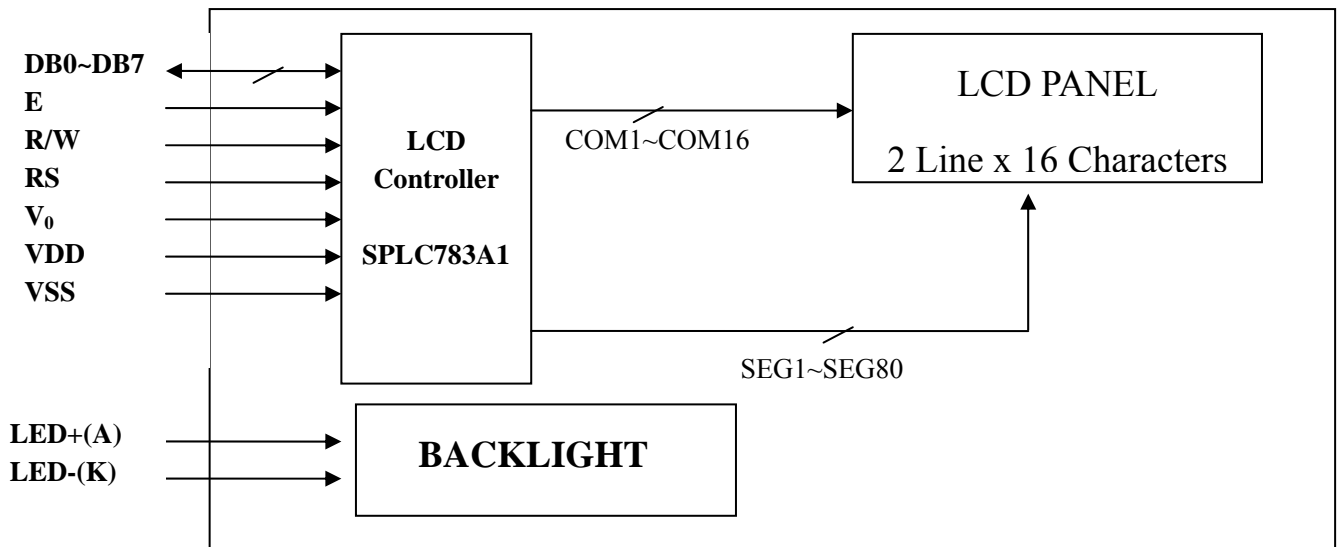 DB0~DB7
E
R/W
RS
V₀
VDD
VSS
LED+(A)
LED-(K)
LCD
Controller
SPLC783A1
COM1~COM16
SEG1~SEG80
LCD PANEL
2 Line x 16 Characters
BACKLIGHT